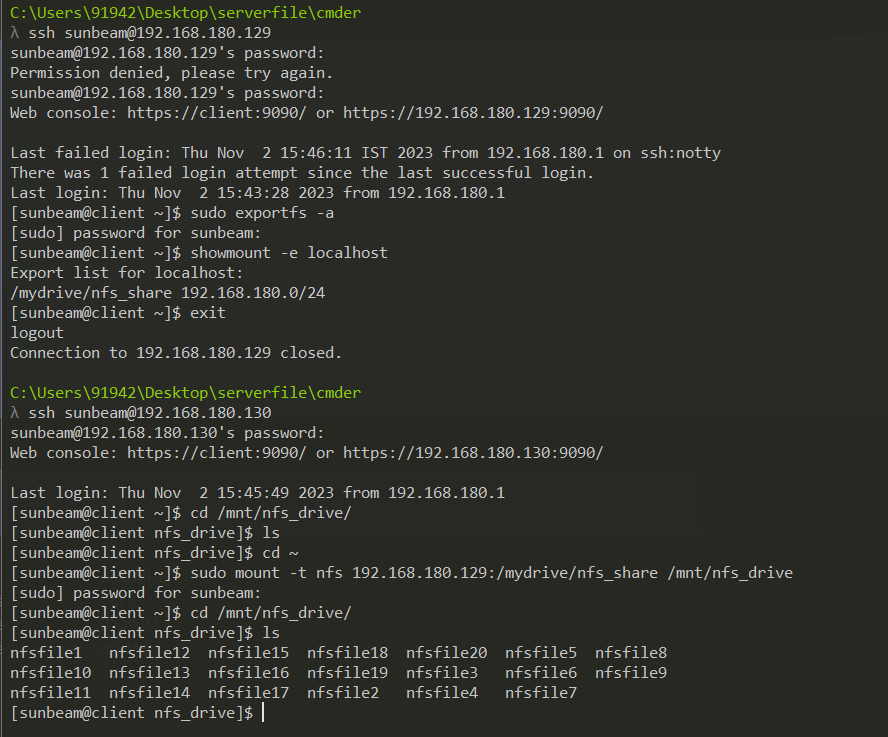 C:\Users\91942\Desktop\serverfile\cmder
λ ssh sunbeam@192.168.180.129
sunbeam@192.168.180.129's password:
Permission denied, please try again.
sunbeam@192.168.180.129's password:
Web console: https://client:9090/ or https://192.168.180.129:9090/

Last failed login: Thu Nov  2 15:46:11 IST 2023 from 192.168.180.1 on ssh:notty
There was 1 failed login attempt since the last successful login.
Last login: Thu Nov  2 15:43:28 2023 from 192.168.180.1
[sunbeam@client ~]$ sudo exportfs -a
[sudo] password for sunbeam:
[sunbeam@client ~]$ showmount -e localhost
Export list for localhost:
/mydrive/nfs_share 192.168.180.0/24
[sunbeam@client ~]$ exit
logout
Connection to 192.168.180.129 closed.

C:\Users\91942\Desktop\serverfile\cmder
λ ssh sunbeam@192.168.180.130
sunbeam@192.168.180.130's password:
Web console: https://client:9090/ or https://192.168.180.130:9090/

Last login: Thu Nov  2 15:45:49 2023 from 192.168.180.1
[sunbeam@client ~]$ cd /mnt/nfs_drive/
[sunbeam@client nfs_drive]$ ls
[sunbeam@client nfs_drive]$ cd ~
[sunbeam@client ~]$ sudo mount -t nfs 192.168.180.129:/mydrive/nfs_share /mnt/nfs_drive
[sudo] password for sunbeam:
[sunbeam@client ~]$ cd /mnt/nfs_drive/
[sunbeam@client nfs_drive]$ ls
nfsfile1   nfsfile12  nfsfile15  nfsfile18  nfsfile20  nfsfile5  nfsfile8
nfsfile10  nfsfile13  nfsfile16  nfsfile19  nfsfile3   nfsfile6  nfsfile9
nfsfile11  nfsfile14  nfsfile17  nfsfile2   nfsfile4   nfsfile7
[sunbeam@client nfs_drive]$